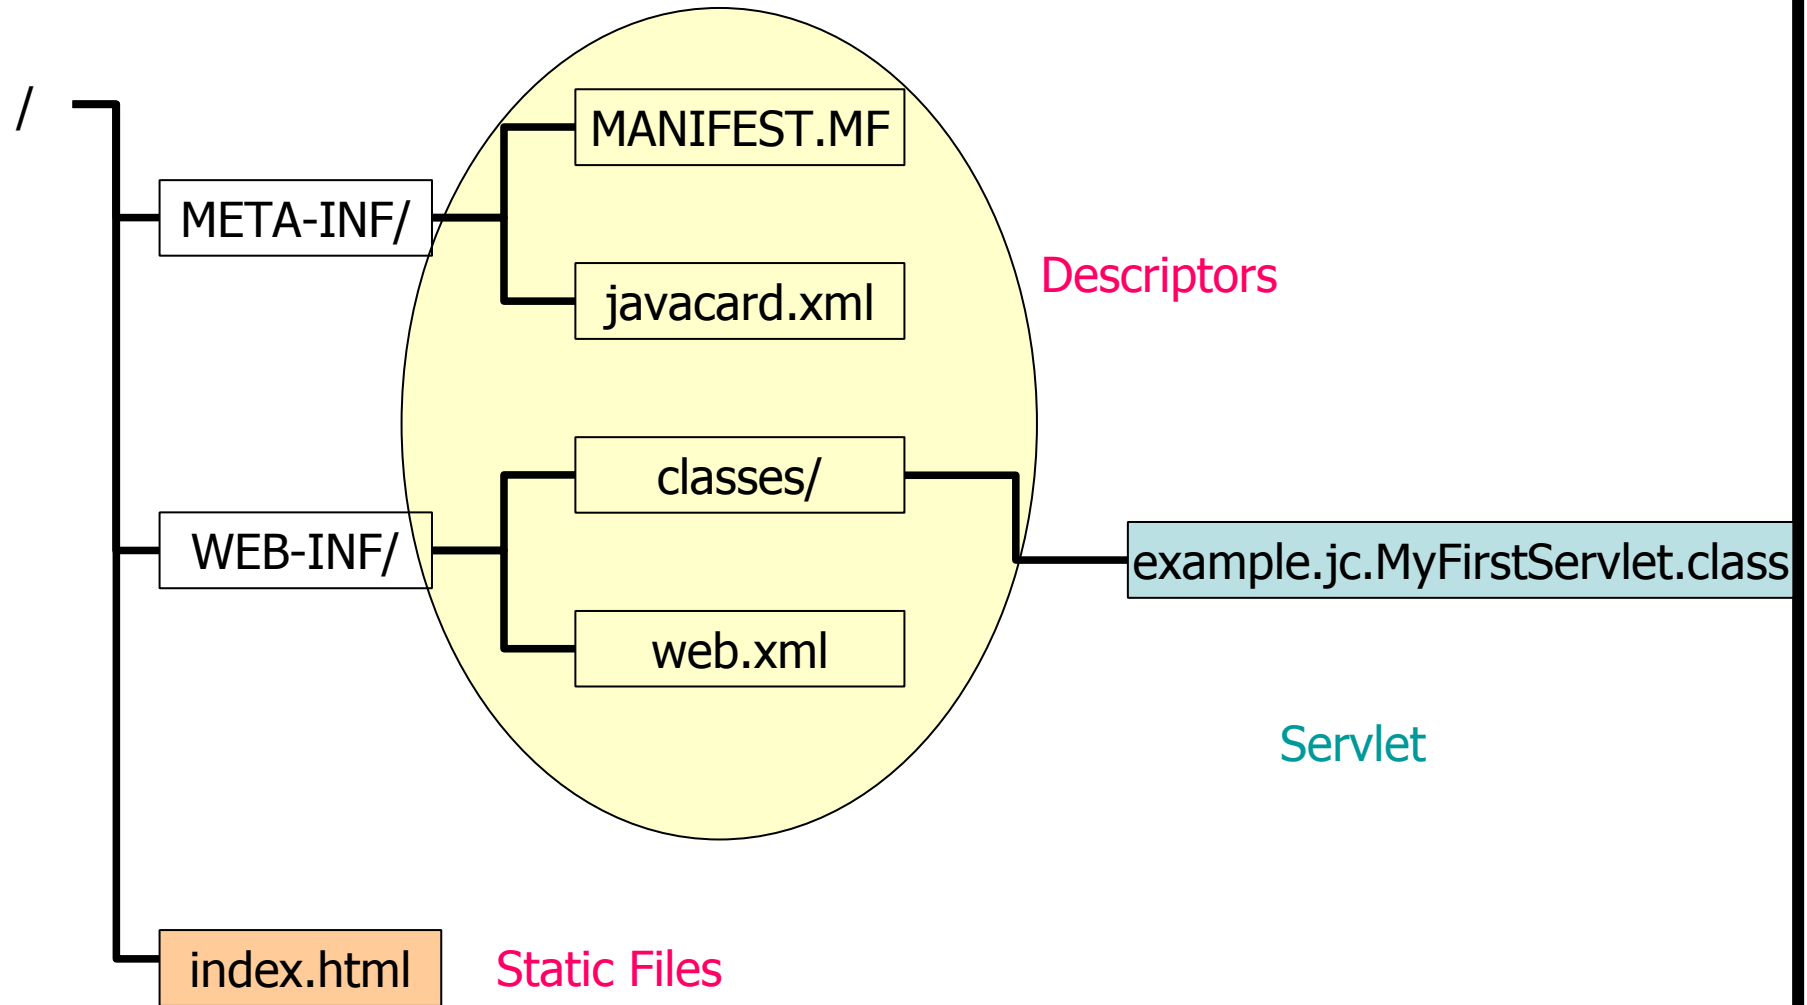 /
MANIFEST.MF
META-INF/
Descriptors
javacard.xml
classes/
WEB-INF/
example.jc.MyFirstServlet.class
web.xml
Servlet
index.html
Static Files